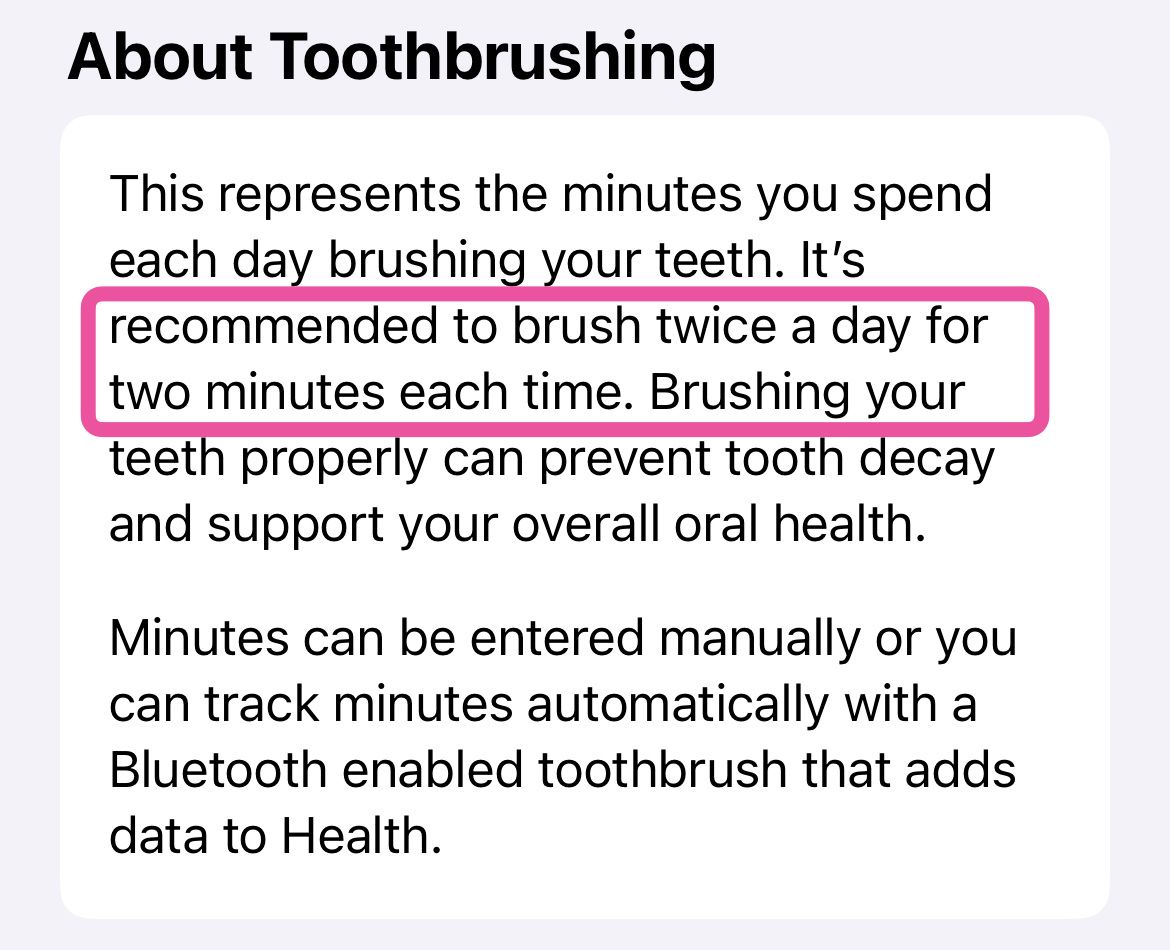 About Toothbrushing
This represents the minutes you spend
each day brushing your teeth. It’s
recommended to brush twice a day for
two minutes each time. Brushing your
teeth properly can prevent tooth decay
and support your overall oral health.
Minutes can be entered manually or you
can track minutes automatically with a
Bluetooth enabled toothbrush that adds
data to Health.